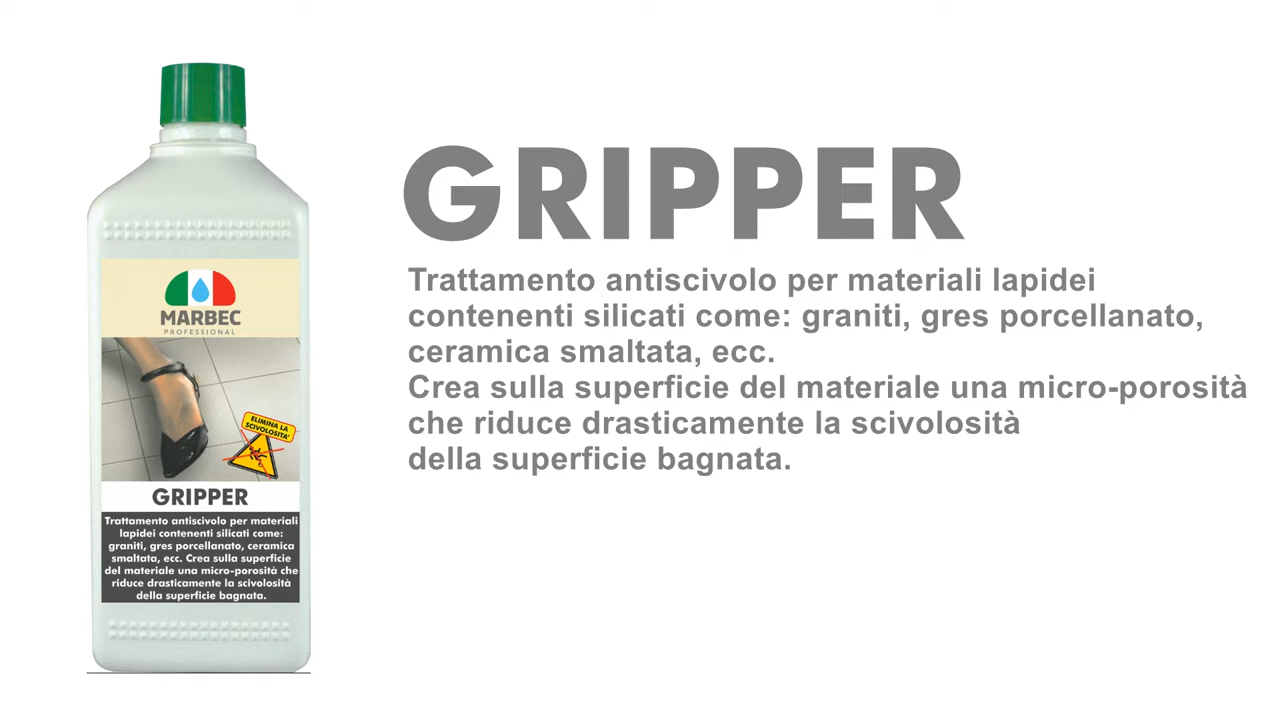 GRIPPER
Trattamento antiscivolo per materiali lapidei
contenenti silicati come: graniti, gres porcellanato,
ceramica smaltata, ecc.
Crea sulla superficie del materiale una micro-porosità
che riduce drasticamente la scivolosità
della superficie bagnata.
MARBEC
PROFESSIONAL
ELIMINA LA
SCIVOLOSITA'
GRIPPER
Trattamento antiscivolo per materiali
lapidei contenenti silicati come:
graniti, gres porcellanato, ceramica
smaltata, ecc. Crea sulla superficie
del materiale una micro-porosità che
riduce drasticamente la scivolosità
della superficie bagnata.